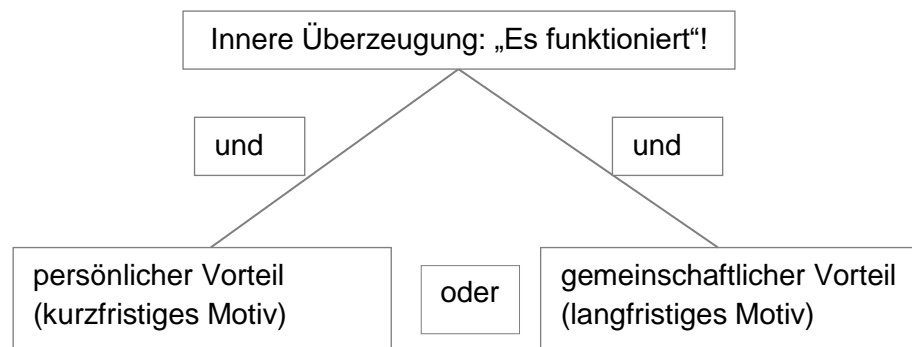 Innere Überzeugung: „Es funktioniert“!
und
und
persönlicher Vorteil
(kurzfristiges Motiv)
oder
gemeinschaftlicher Vorteil
(langfristiges Motiv)